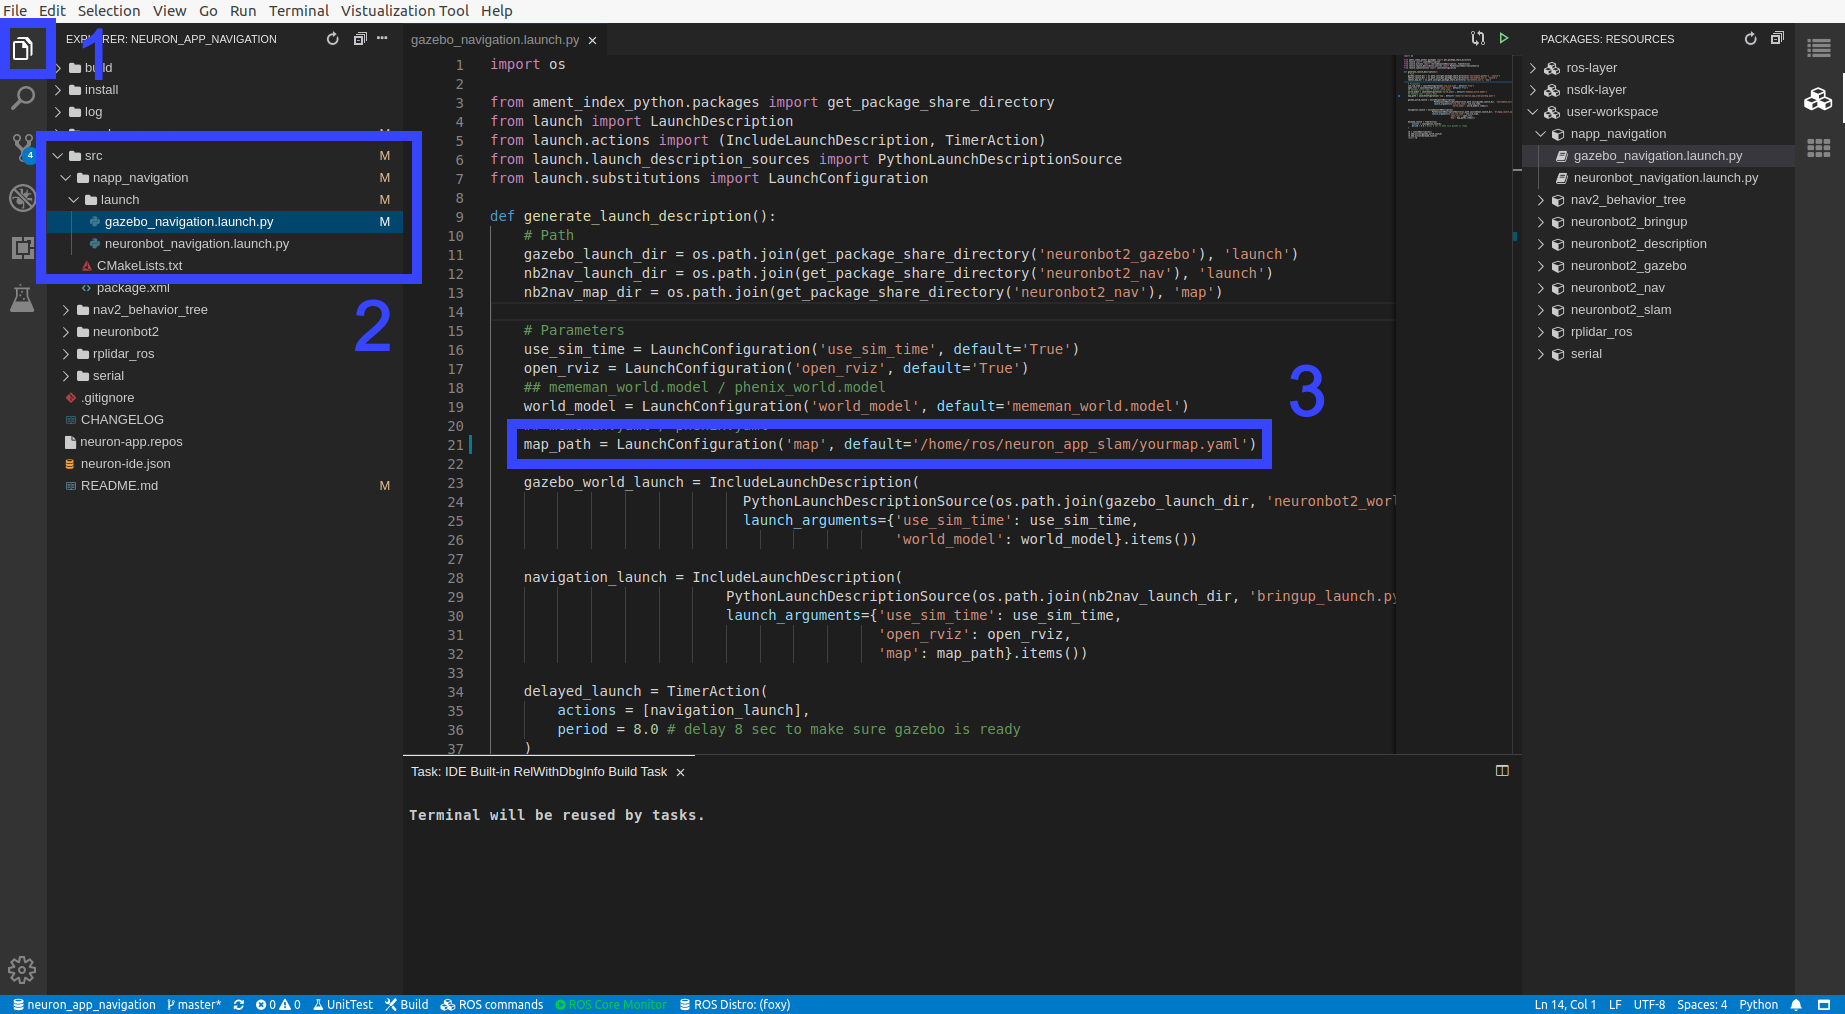 File Edit Selection View Go Run Terminal Vistualization Tool Help
1
EXPLORER: NEURON_APP_NAVIGATION
build
install
log
src M
napp_navigation M
launch M
gazebo_navigation.launch.py M
neuronbot_navigation.launch.py
CMakeLists.txt
package.xml
nav2_behavior_tree
neuronbot2
rplidar_ros
serial
.gitignore
CHANGELOG
neuron-app.repos
neuron-ide.json
README.md M
2
4
gazebo_navigation.launch.py
1 import os
2
3 from ament_index_python.packages import get_package_share_directory
4 from launch import LaunchDescription
5 from launch.actions import (IncludeLaunchDescription, TimerAction)
6 from launch.launch_description_sources import PythonLaunchDescriptionSource
7 from launch.substitutions import LaunchConfiguration
8
9 def generate_launch_description():
10 # Path
11 gazebo_launch_dir = os.path.join(get_package_share_directory('neuronbot2_gazebo'), 'launch')
12 nb2nav_launch_dir = os.path.join(get_package_share_directory('neuronbot2_nav'), 'launch')
13 nb2nav_map_dir = os.path.join(get_package_share_directory('neuronbot2_nav'), 'map')
14
15 # Parameters
16 use_sim_time = LaunchConfiguration('use_sim_time', default='True')
17 open_rviz = LaunchConfiguration('open_rviz', default='True')
18 ## mememan_world.model / phenix_world.model
19 world_model = LaunchConfiguration('world_model', default='mememan_world.model')
20
21 map_path = LaunchConfiguration('map', default='/home/ros/neuron_app_slam/yourmap.yaml')
22
23 gazebo_world_launch = IncludeLaunchDescription(
24 PythonLaunchDescriptionSource(os.path.join(gazebo_launch_dir, 'neuronbot2_worl
25 launch_arguments={'use_sim_time': use_sim_time,
26 'world_model': world_model}.items())
27
28 navigation_launch = IncludeLaunchDescription(
29 PythonLaunchDescriptionSource(os.path.join(nb2nav_launch_dir, 'bringup_launch.py
30 launch_arguments={'use_sim_time': use_sim_time,
31 'open_rviz': open_rviz,
32 'map': map_path}.items())
33
34 delayed_launch = TimerAction(
35 actions = [navigation_launch],
36 period = 8.0 # delay 8 sec to make sure gazebo is ready
37 )
3
Task: IDE Built-in RelWithDbgInfo Build Task
Terminal will be reused by tasks.
PACKAGES: RESOURCES
ros-layer
nsdk-layer
user-workspace
napp_navigation
gazebo_navigation.launch.py
neuronbot_navigation.launch.py
nav2_behavior_tree
neuronbot2_bringup
neuronbot2_description
neuronbot2_gazebo
neuronbot2_nav
neuronbot2_slam
rplidar_ros
serial
neuron_app_navigation master* 0 0 UnitTest Build ROS commands ROS Core Monitor ROS Distro: (foxy) Ln 14, Col 1 LF UTF-8 Spaces: 4 Python